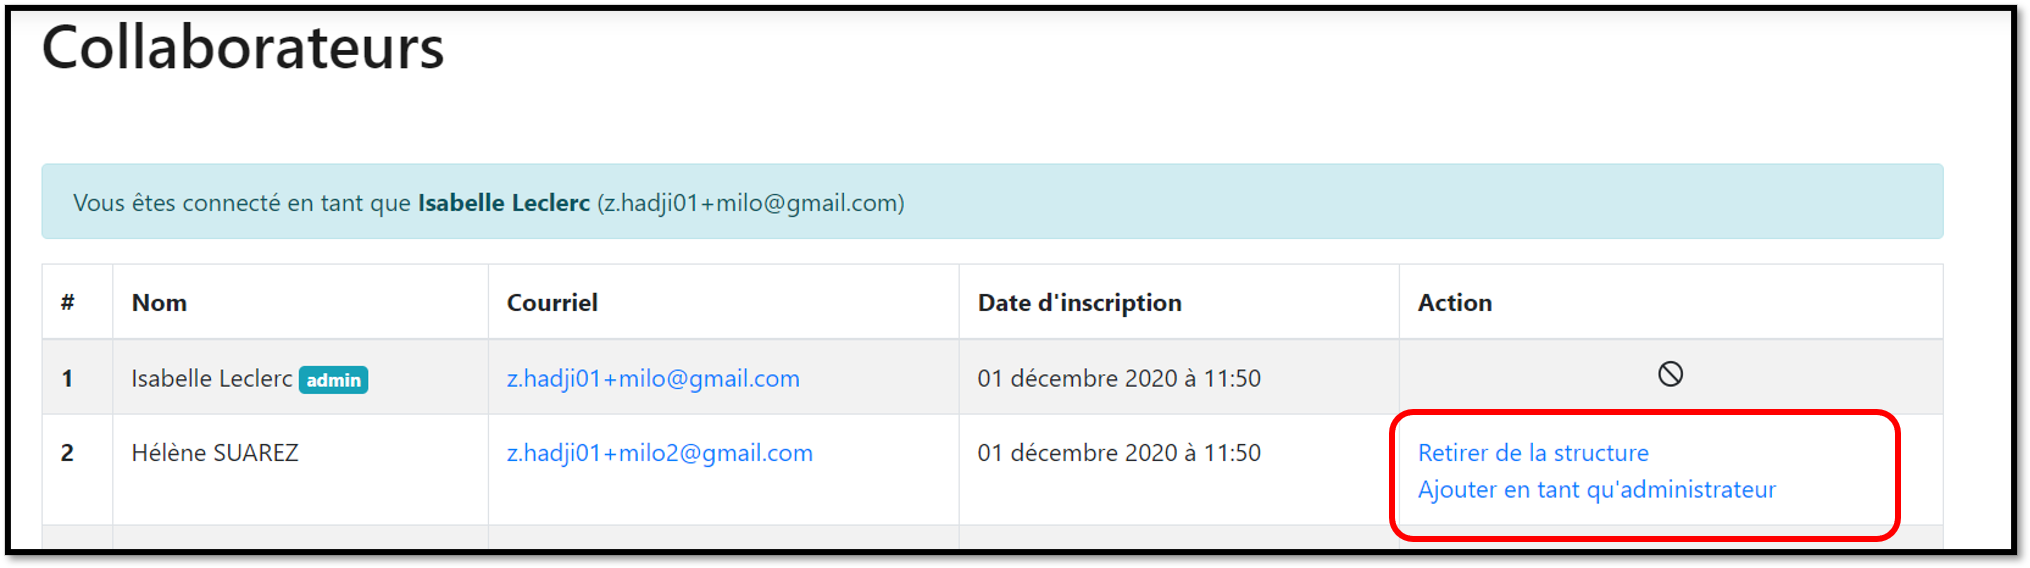 Collaborateurs
Vous êtes connecté en tant que Isabelle Leclerc (z.hadji01+milo@gmail.com)
# Nom Courriel Date d'inscription Action
1 Isabelle Leclerc admin z.hadji01+milo@gmail.com 01 décembre 2020 à 11:50
2 Hélène SUAREZ z.hadji01+milo2@gmail.com 01 décembre 2020 à 11:50 Retirer de la structure
Ajouter en tant qu'administrateur